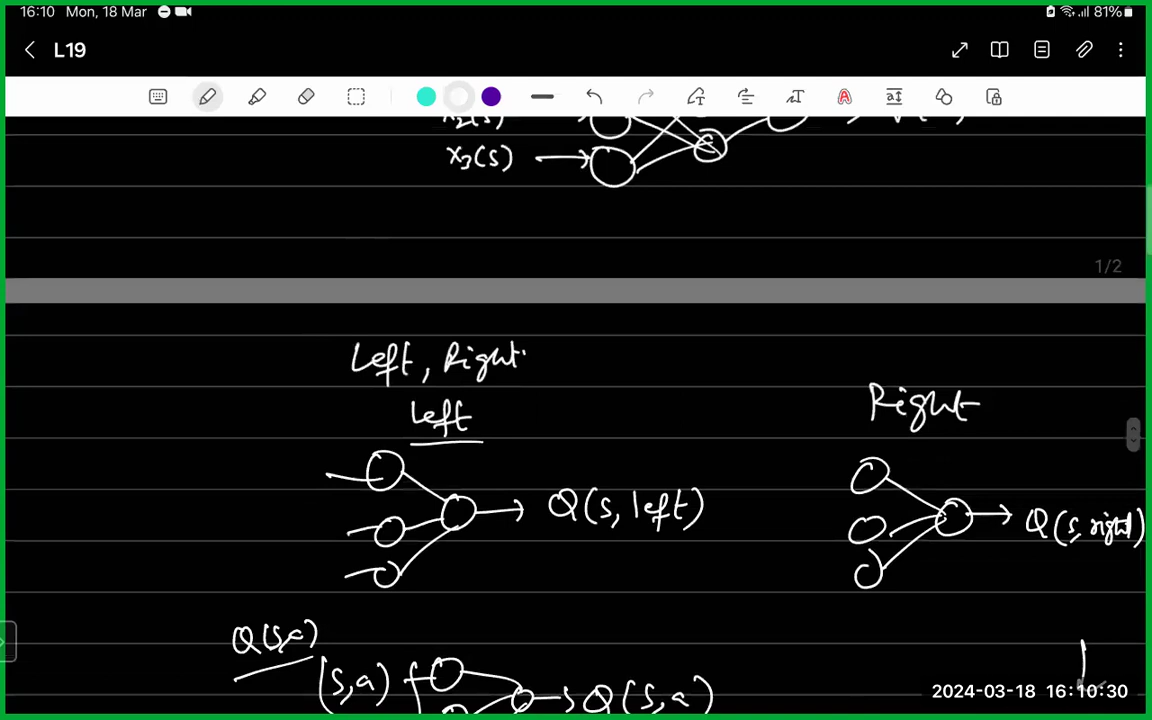 16:10 Mon, 18 Mar 81%
L19
x₂(s)
x₃(s)
1/2
Left, Right
Left
Right
Q(s, left)
Q(s, right)
Q(s,a)
(s,a)
Q(s,a)
2024-03-18 16:10:30